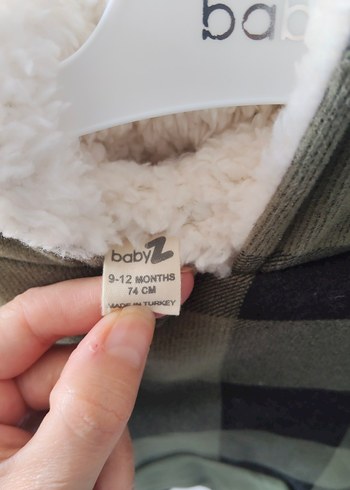 bab
babyZ
9-12 MONTHS
74 CM
MADE IN TURKEY